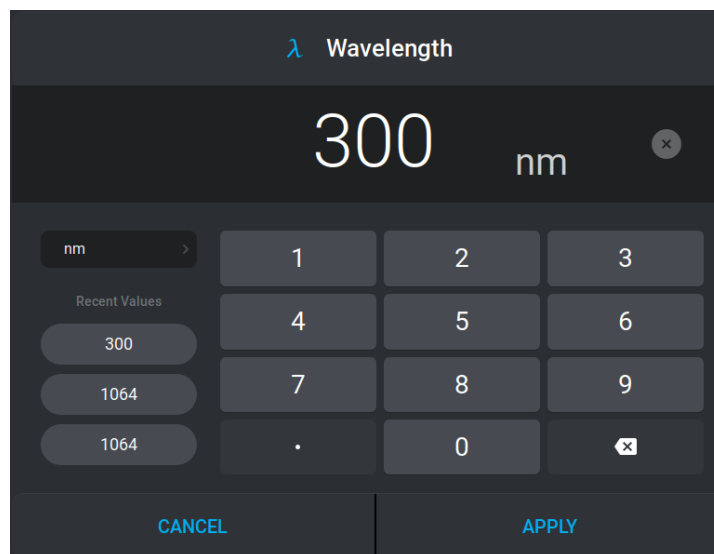 λ Wavelength
300 nm
nm
Recent Values
300
1064
1064
1 2 3
4 5 6
7 8 9
. 0
CANCEL APPLY